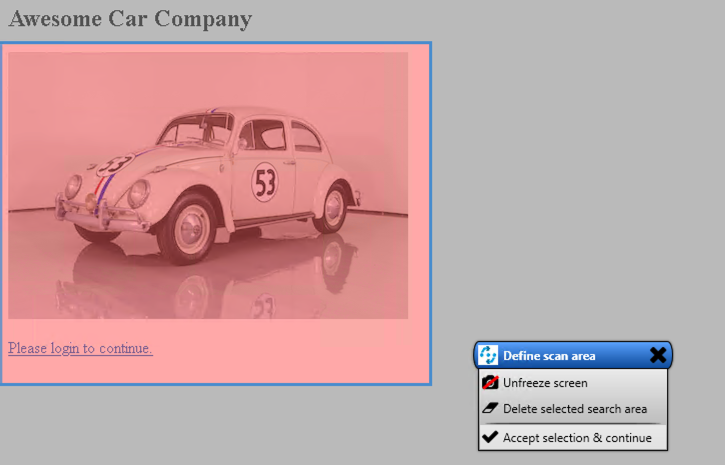 Awesome Car Company
53
53
Please login to continue.
Define scan area
Unfreeze screen
Delete selected search area
Accept selection & continue